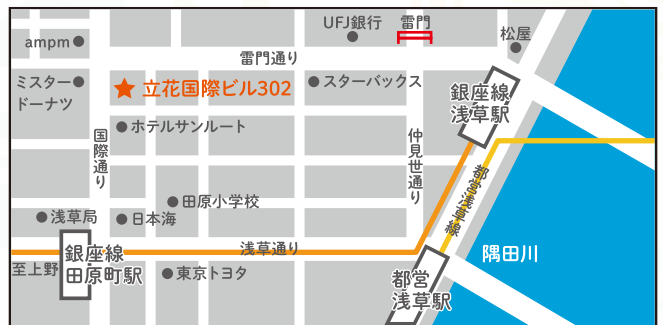 UFJ銀行
雷門
松屋
ampm
雷門通り
ミスター
ドーナツ
立花国際ビル302
スターバックス
銀座線
浅草駅
ホテルサンルート
国際通り
仲見世通り
都営浅草線
田原小学校
浅草局
日本海
銀座線
田原町駅
浅草通り
隅田川
至上野
東京トヨタ
都営
浅草駅